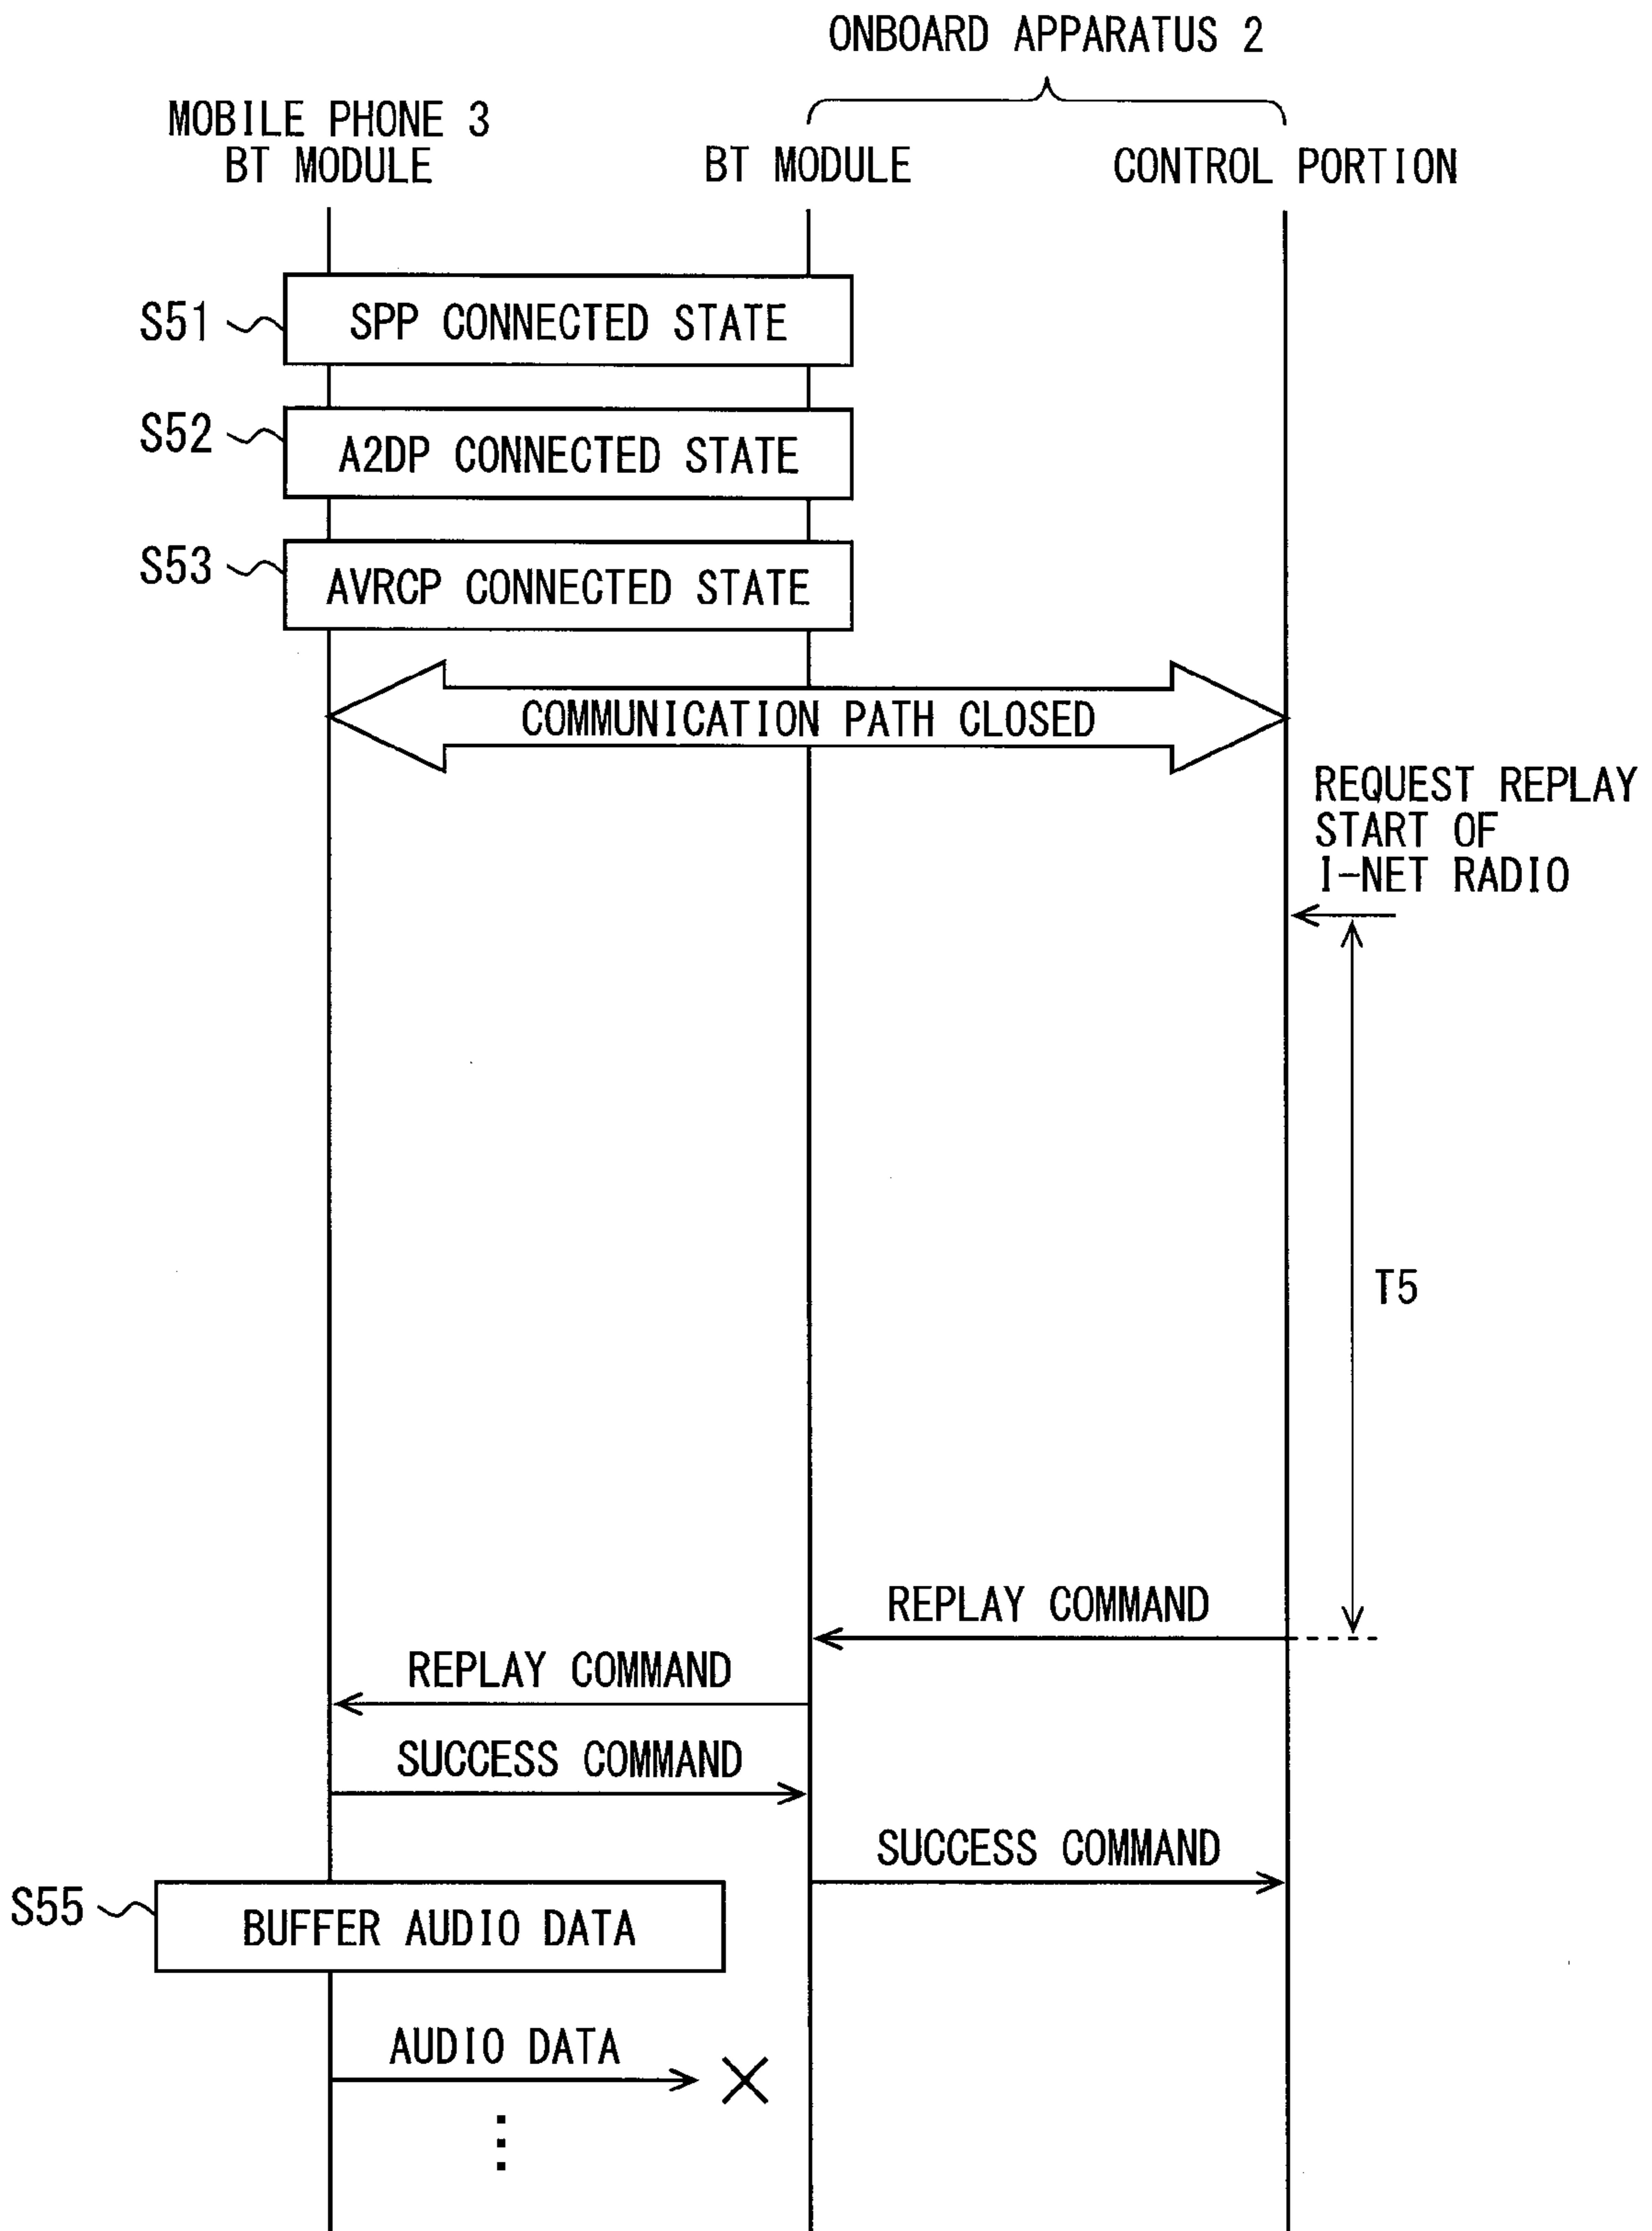 ONBOARD APPARATUS 2
MOBILE PHONE 3
BT MODULE
BT MODULE
CONTROL PORTION
S51
SPP CONNECTED STATE
S52
A2DP CONNECTED STATE
S53
AVRCP CONNECTED STATE
COMMUNICATION PATH CLOSED
REQUEST REPLAY
START OF
I-NET RADIO
T5
REPLAY COMMAND
REPLAY COMMAND
SUCCESS COMMAND
SUCCESS COMMAND
S55
BUFFER AUDIO DATA
AUDIO DATA